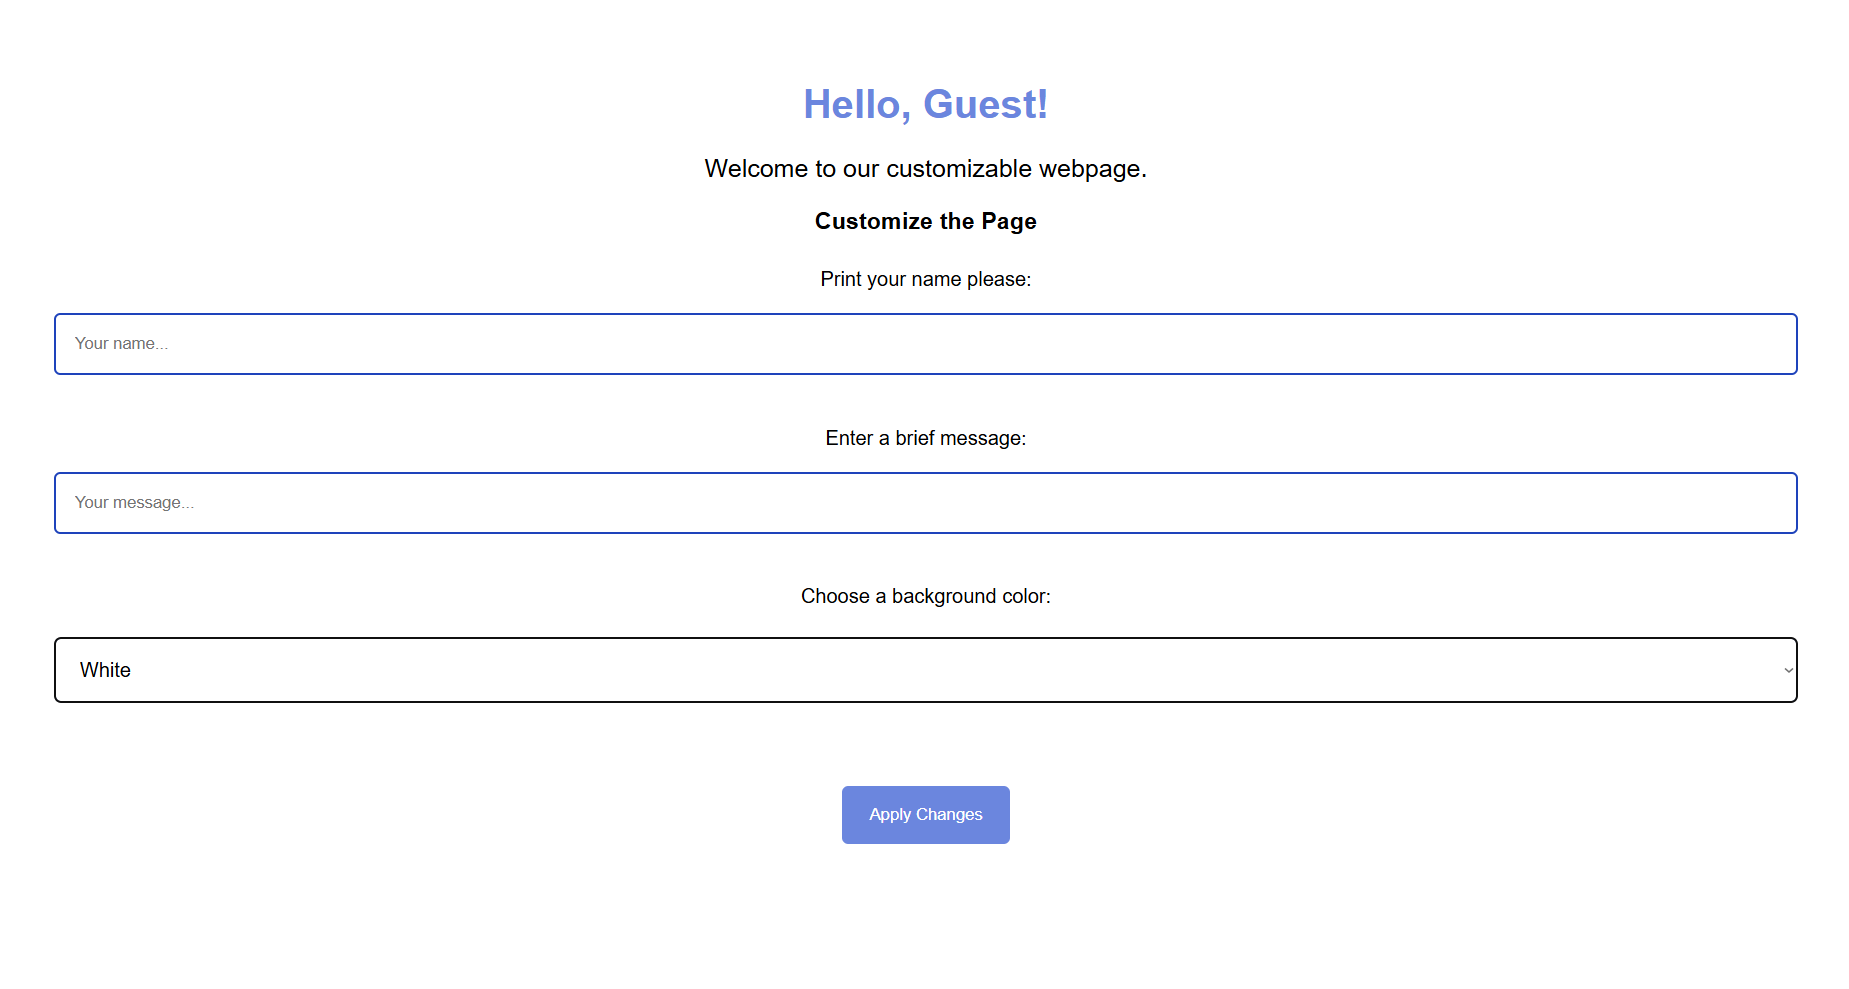 Hello, Guest!
Welcome to our customizable webpage.
Customize the Page
Print your name please:
Your name...
Enter a brief message:
Your message...
Choose a background color:
White
Apply Changes